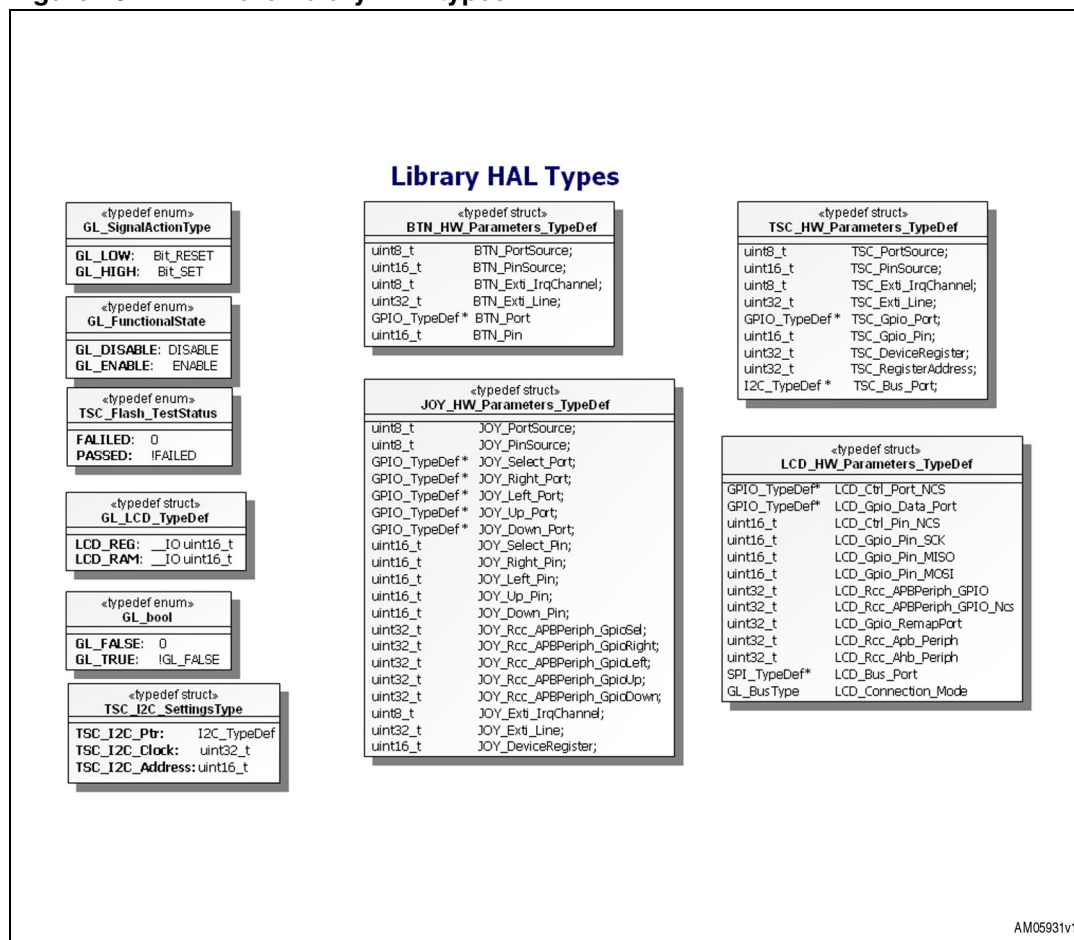 Library HAL Types
«typedef enum»
GL_SignalActionType
GL_LOW: Bit_RESET
GL_HIGH: Bit_SET
«typedef enum»
GL_FunctionalState
GL_DISABLE: DISABLE
GL_ENABLE: ENABLE
«typedef enum»
TSC_Flash_TestStatus
FALILED: 0
PASSED: !FAILED
«typedef struct»
GL_LCD_TypeDef
LCD_REG: __IO uint16_t
LCD_RAM: __IO uint16_t
«typedef enum»
GL_bool
GL_FALSE: 0
GL_TRUE: !GL_FALSE
«typedef struct»
TSC_I2C_SettingsType
TSC_I2C_Ptr: I2C_TypeDef
TSC_I2C_Clock: uint32_t
TSC_I2C_Address: uint16_t
«typedef struct»
BTN_HW_Parameters_TypeDef
uint8_t BTN_PortSource;
uint16_t BTN_PinSource;
uint8_t BTN_Exti_IrqChannel;
uint32_t BTN_Exti_Line;
GPIO_TypeDef* BTN_Port
uint16_t BTN_Pin
«typedef struct»
JOY_HW_Parameters_TypeDef
uint8_t JOY_PortSource;
uint8_t JOY_PinSource;
GPIO_TypeDef* JOY_Select_Port;
GPIO_TypeDef* JOY_Right_Port;
GPIO_TypeDef* JOY_Left_Port;
GPIO_TypeDef* JOY_Up_Port;
GPIO_TypeDef* JOY_Down_Port;
uint16_t JOY_Select_Pin;
uint16_t JOY_Right_Pin;
uint16_t JOY_Left_Pin;
uint16_t JOY_Up_Pin;
uint16_t JOY_Down_Pin;
uint32_t JOY_Rcc_APBPeriph_GpioSel;
uint32_t JOY_Rcc_APBPeriph_GpioRight;
uint32_t JOY_Rcc_APBPeriph_GpioLeft;
uint32_t JOY_Rcc_APBPeriph_GpioUp;
uint32_t JOY_Rcc_APBPeriph_GpioDown;
uint8_t JOY_Exti_IrqChannel;
uint32_t JOY_Exti_Line;
uint16_t JOY_DeviceRegister;
«typedef struct»
TSC_HW_Parameters_TypeDef
uint8_t TSC_PortSource;
uint16_t TSC_PinSource;
uint8_t TSC_Exti_IrqChannel;
uint32_t TSC_Exti_Line;
GPIO_TypeDef* TSC_Gpio_Port;
uint16_t TSC_Gpio_Pin;
uint32_t TSC_DeviceRegister;
uint32_t TSC_RegisterAddress;
I2C_TypeDef * TSC_Bus_Port;
«typedef struct»
LCD_HW_Parameters_TypeDef
GPIO_TypeDef* LCD_Ctrl_Port_NCS
GPIO_TypeDef* LCD_Gpio_Data_Port
uint16_t LCD_Ctrl_Pin_NCS
uint16_t LCD_Gpio_Pin_SCK
uint16_t LCD_Gpio_Pin_MISO
uint16_t LCD_Gpio_Pin_MOSI
uint32_t LCD_Rcc_APBPeriph_GPIO
uint32_t LCD_Rcc_APBPeriph_GPIO_Ncs
uint32_t LCD_Gpio_RemapPort
uint32_t LCD_Rcc_Apb_Periph
uint32_t LCD_Rcc_Ahb_Periph
SPI_TypeDef* LCD_Bus_Port
GL_BusType LCD_Connection_Mode
AM05931v1